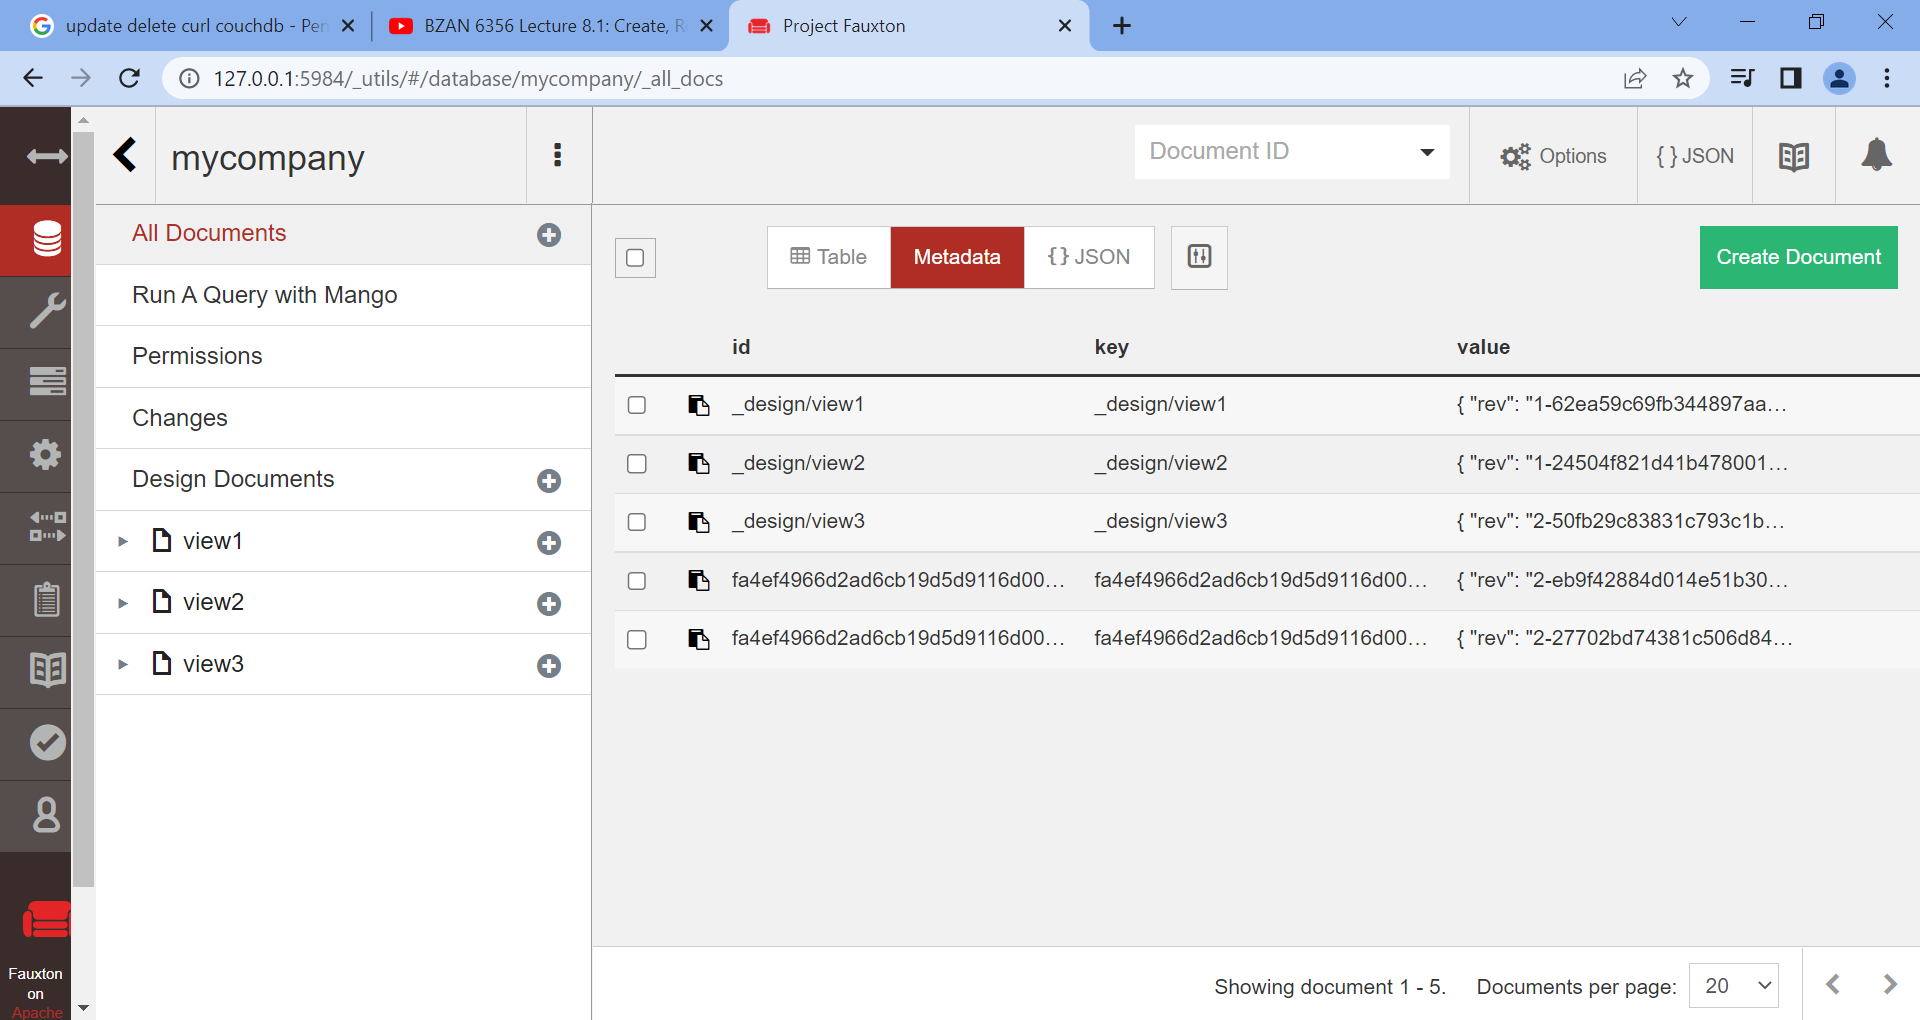 update delete curl couchdb - Pen
BZAN 6356 Lecture 8.1: Create, R
Project Fauxton
127.0.0.1:5984/_utils/#/database/mycompany/_all_docs
mycompany
Document ID
Options
{ } JSON
All Documents
Run A Query with Mango
Permissions
Changes
Design Documents
view1
view2
view3
Table
Metadata
{ } JSON
Create Document
id key value
_design/view1 _design/view1 { "rev": "1-62ea59c69fb344897aa...
_design/view2 _design/view2 { "rev": "1-24504f821d41b478001...
_design/view3 _design/view3 { "rev": "2-50fb29c83831c793c1b...
fa4ef4966d2ad6cb19d5d9116d00... fa4ef4966d2ad6cb19d5d9116d00... { "rev": "2-eb9f42884d014e51b30...
fa4ef4966d2ad6cb19d5d9116d00... fa4ef4966d2ad6cb19d5d9116d00... { "rev": "2-27702bd74381c506d84...
Showing document 1 - 5. Documents per page: 20
Fauxton
on
Apache